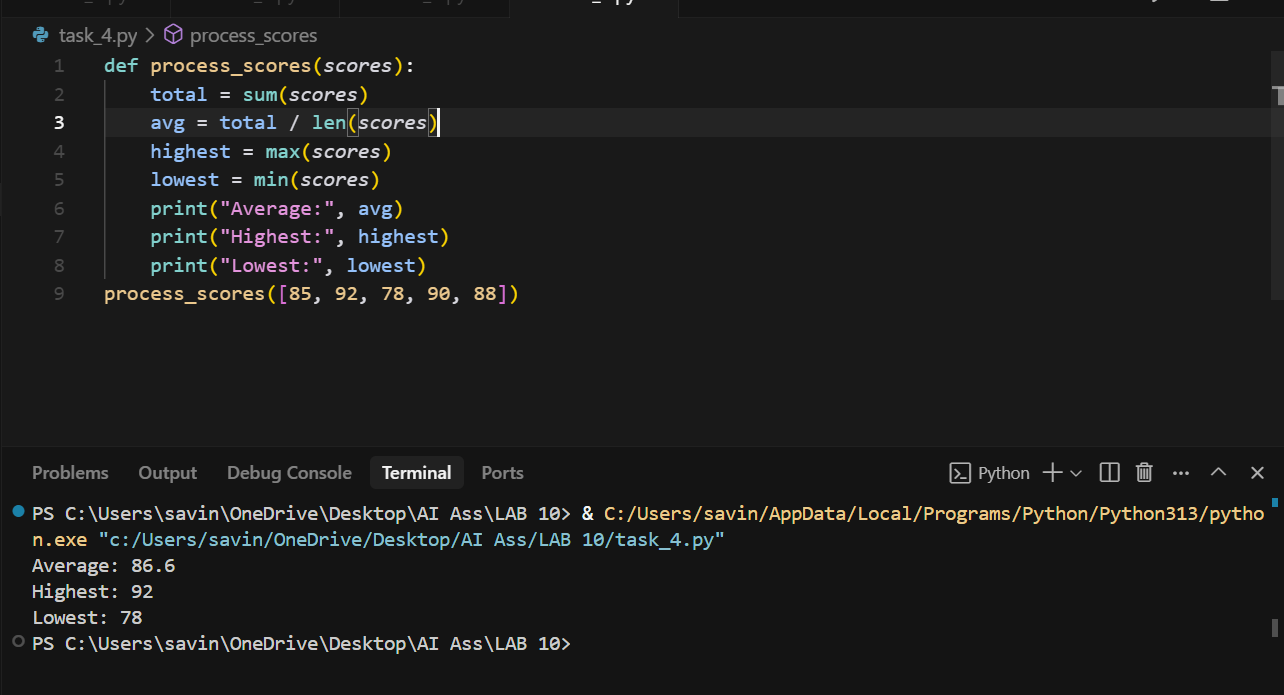 task_4.py > process_scores
1 def process_scores(scores):
2     total = sum(scores)
3     avg = total / len(scores)
4     highest = max(scores)
5     lowest = min(scores)
6     print("Average:", avg)
7     print("Highest:", highest)
8     print("Lowest:", lowest)
9 process_scores([85, 92, 78, 90, 88])
Problems Output Debug Console Terminal Ports Python
PS C:\Users\savin\OneDrive\Desktop\AI Ass\LAB 10> & C:/Users/savin/AppData/Local/Programs/Python/Python313/pytho
n.exe "c:/Users/savin/OneDrive/Desktop/AI Ass/LAB 10/task_4.py"
Average: 86.6
Highest: 92
Lowest: 78
PS C:\Users\savin\OneDrive\Desktop\AI Ass\LAB 10>